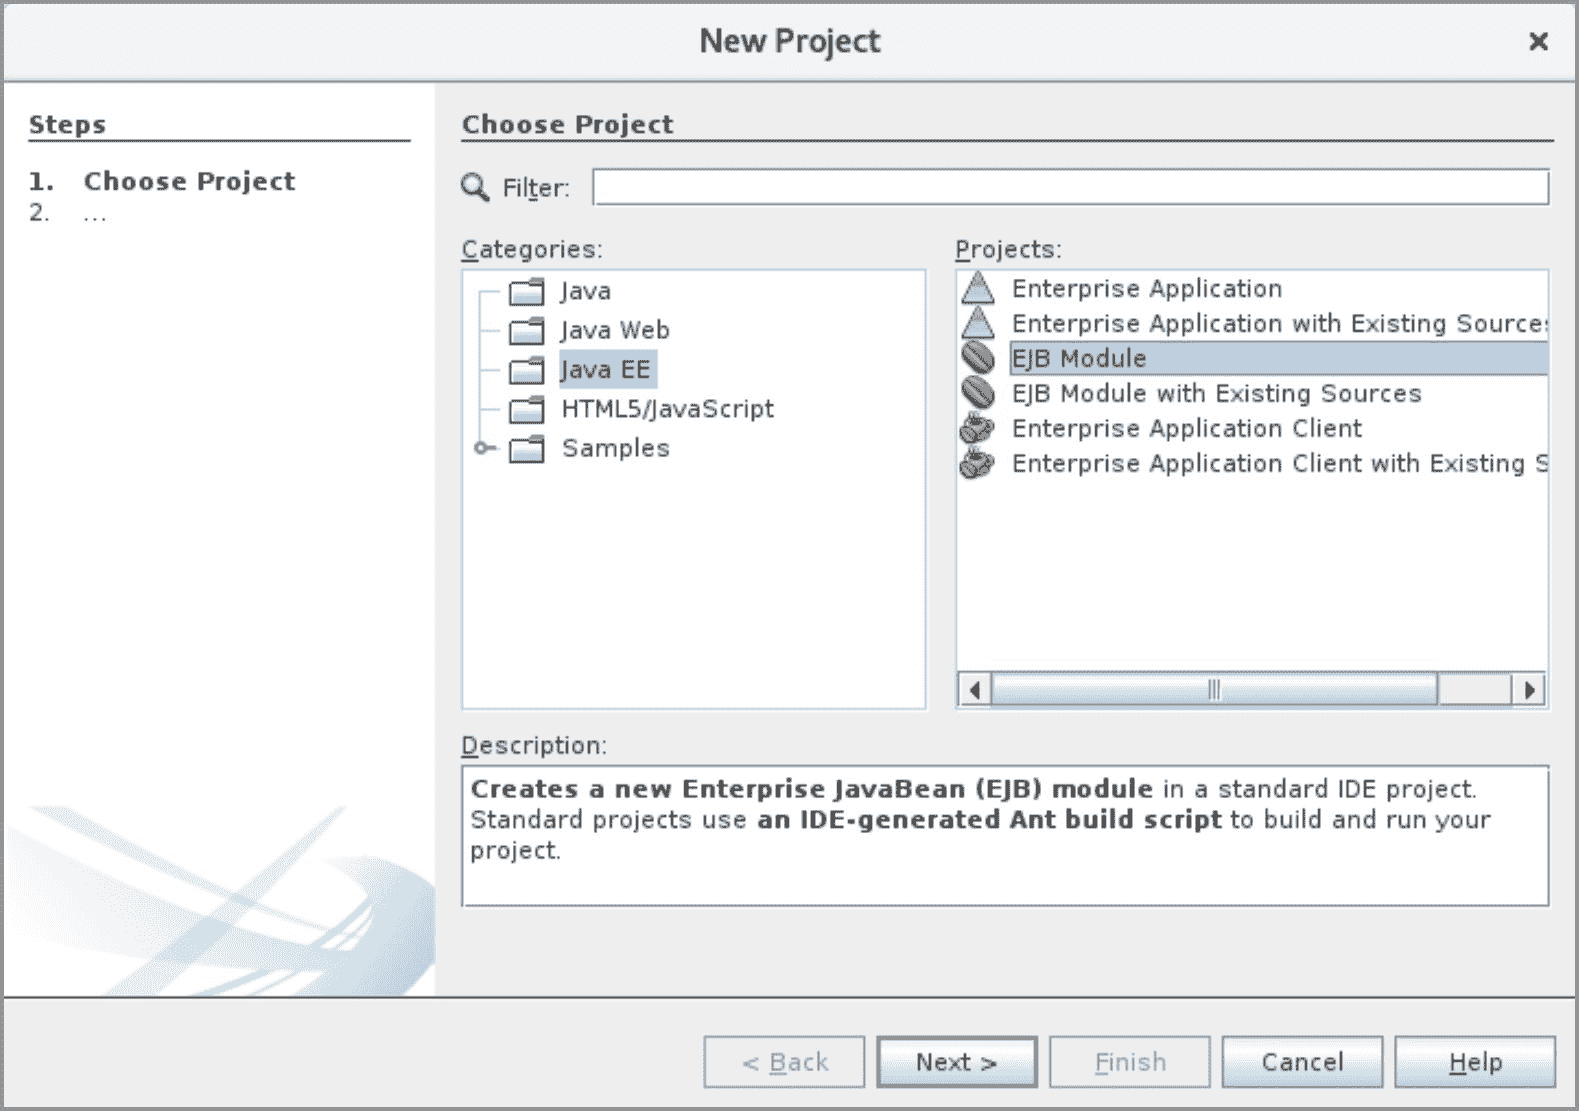 New Project
Steps
1. Choose Project
2. ...
Choose Project
Filter:
Categories:
Java
Java Web
Java EE
HTML5/JavaScript
Samples
Projects:
Enterprise Application
Enterprise Application with Existing Sources
EJB Module
EJB Module with Existing Sources
Enterprise Application Client
Enterprise Application Client with Existing S
Description:
Creates a new Enterprise JavaBean (EJB) module in a standard IDE project.
Standard projects use an IDE-generated Ant build script to build and run your
project.
< Back
Next >
Finish
Cancel
Help